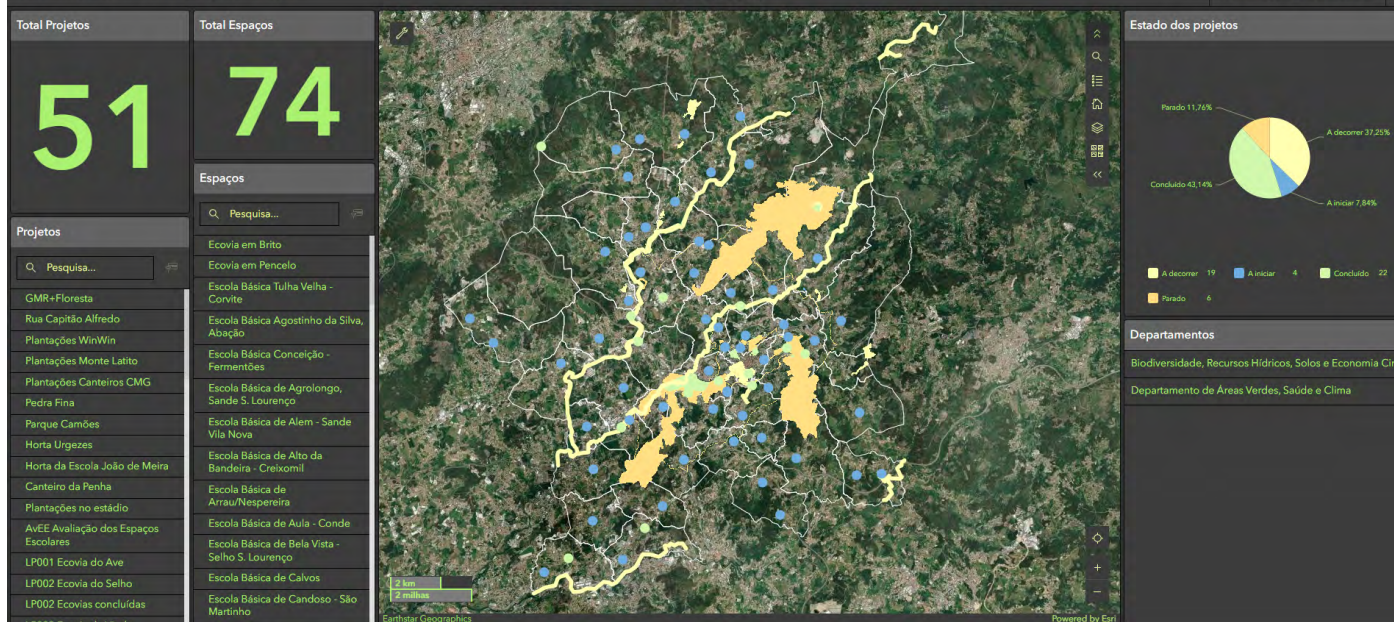 Total Projetos
51
Projetos
Pesquisa...
GMR+Floresta
Rua Capitão Alfredo
Plantações WinWin
Plantações Monte Latito
Plantações Canteiros CMG
Pedra Fina
Parque Camões
Horta Urgezes
Horta da Escola João de Meira
Canteiro da Penha
Plantações no estádio
AvEE Avaliação dos Espaços
Escolares
LP001 Ecovia do Ave
LP002 Ecovia do Selho
LP002 Ecovias concluídas
Total Espaços
74
Espaços
Pesquisa...
Ecovia em Brito
Ecovia em Pencelo
Escola Básica Tulha Velha -
Corvite
Escola Básica Agostinho da Silva,
Abação
Escola Básica Conceição -
Fermentões
Escola Básica de Agrolongo,
Sande S. Lourenço
Escola Básica de Alem - Sande
Vila Nova
Escola Básica de Alto da
Bandeira - Creixomil
Escola Básica de
Arrau/Nespereira
Escola Básica de Aula - Conde
Escola Básica de Bela Vista -
Selho S. Lourenço
Escola Básica de Calvos
Escola Básica de Candoso - São
Martinho
2 km
2 milhas
Earthstar Geographics
Powered by Esri
Estado dos projetos
Parado 11,76%
A decorrer 37,25%
Concluído 43,14%
A iniciar 7,84%
A decorrer 19
A iniciar 4
Concluído 22
Parado 6
Departamentos
Biodiversidade, Recursos Hídricos, Solos e Economia Cir
Departamento de Áreas Verdes, Saúde e Clima